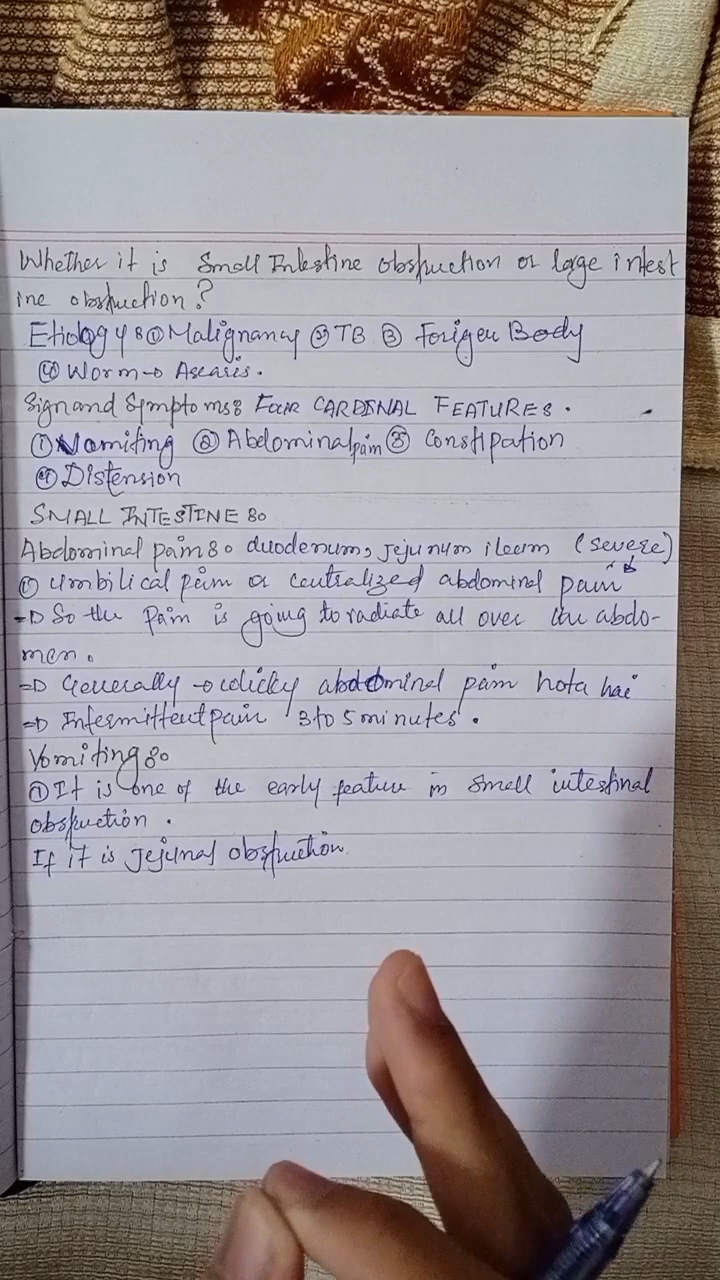 Whether it is Small Intestine obstruction or large intest
ine obstruction?
Etiology: ① Malignancy ② TB ③ Forigen Body
④ Worm → Ascaris.
Sign and Symptoms: FOUR CARDINAL FEATURES.
① Vomiting ② Abdominal pain ③ Constipation
④ Distension
SMALL INTESTINE:
Abdominal pain: duodenum, jejunum ileum (severe)
① Umbilical pain or centralized abdominal pain
⇒ So the pain is going to radiate all over the abdo-
men.
⇒ Generally → colicky abdominal pain hota hai
⇒ Intermittent pain 3 to 5 minutes.
Vomiting:
① It is one of the early feature in small intestinal
obstruction.
If it is Jejunal obstruction